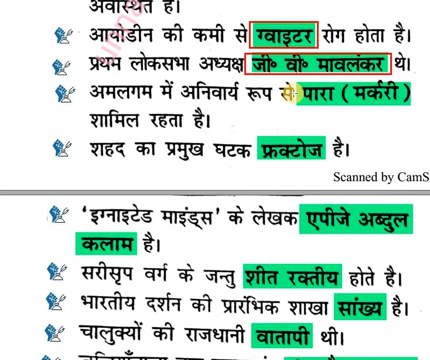 अवस्थित है।
आयोडीन की कमी से ग्वाइटर रोग होता है।
प्रथम लोकसभा अध्यक्ष जी॰ वी॰ मावलंकर थे।
अमलगम में अनिवार्य रूप से पारा (मर्करी)
शामिल रहता है।
शहद का प्रमुख घटक फ्रक्टोज है।
Scanned by CamS
'इग्नाइटेड माइंड्स' के लेखक एपीजे अब्दुल
कलाम है।
सरीसृप वर्ग के जन्तु शीत रक्तीय होते है।
भारतीय दर्शन की प्रारंभिक शाखा सांख्य है।
चालुक्यों की राजधानी वातापी थी।